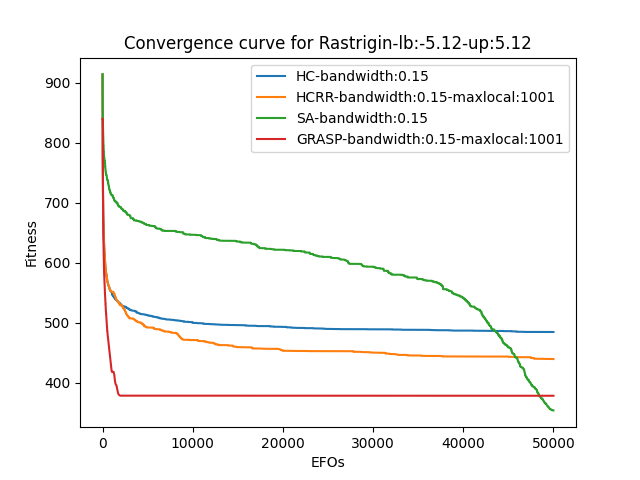 Convergence curve for Rastrigin-lb:-5.12-up:5.12
HC-bandwidth:0.15
HCRR-bandwidth:0.15-maxlocal:1001
SA-bandwidth:0.15
GRASP-bandwidth:0.15-maxlocal:1001
900
800
700
600
500
400
Fitness
0 10000 20000 30000 40000 50000
EFOs